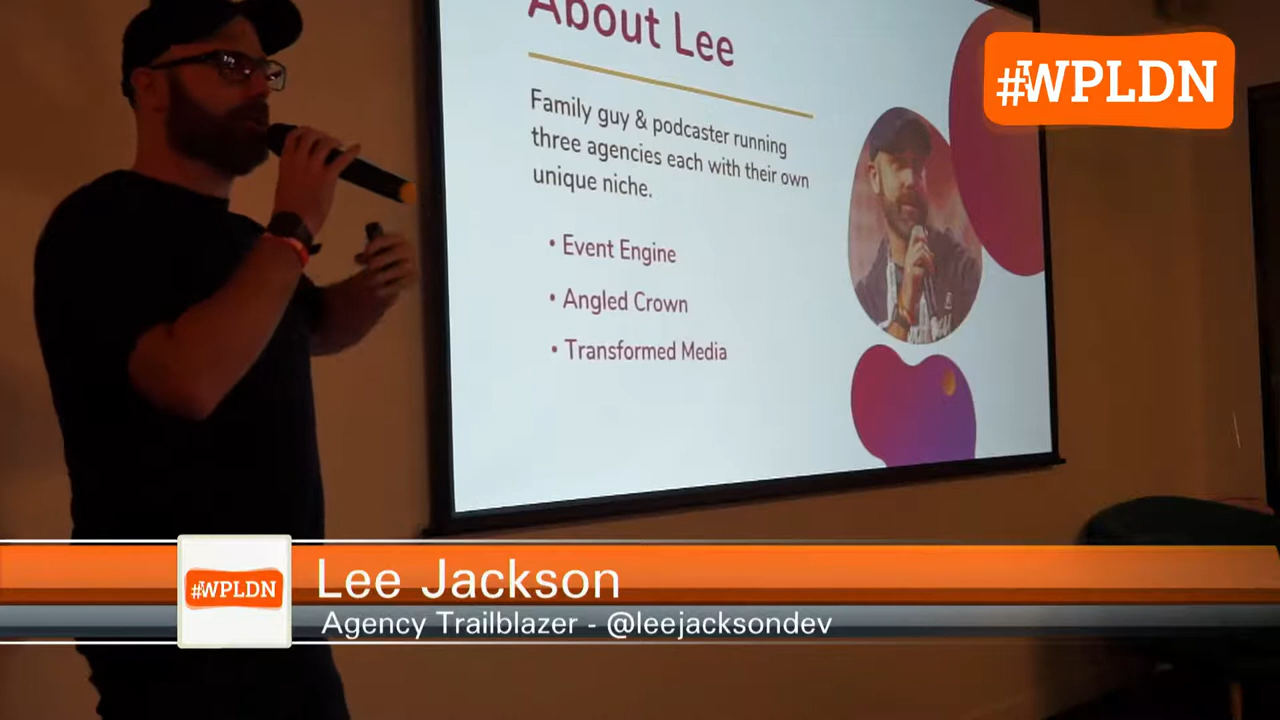 About Lee
#WPLDN
Family guy & podcaster running
three agencies each with their own
unique niche.
• Event Engine
• Angled Crown
• Transformed Media
#WPLDN
Lee Jackson
Agency Trailblazer - @leejacksondev